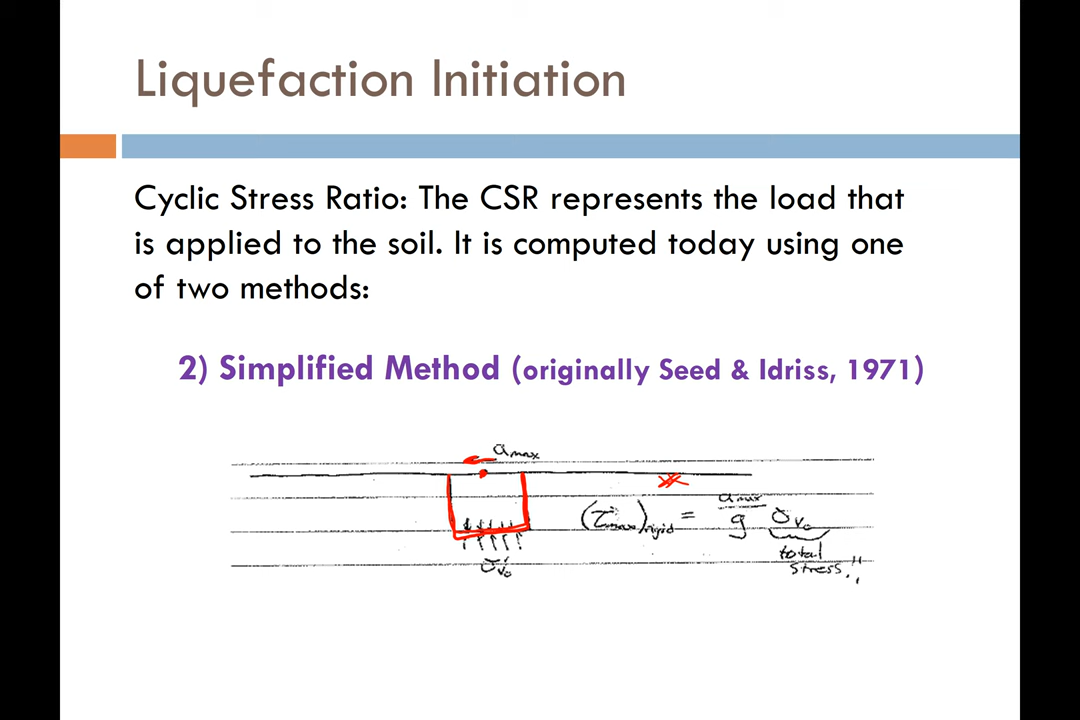 Liquefaction Initiation
Cyclic Stress Ratio: The CSR represents the load that
is applied to the soil. It is computed today using one
of two methods:
2) Simplified Method (originally Seed & Idriss, 1971)
amax
(τmax)rigid = amax/g σv₀
total
stress!!
σv₀